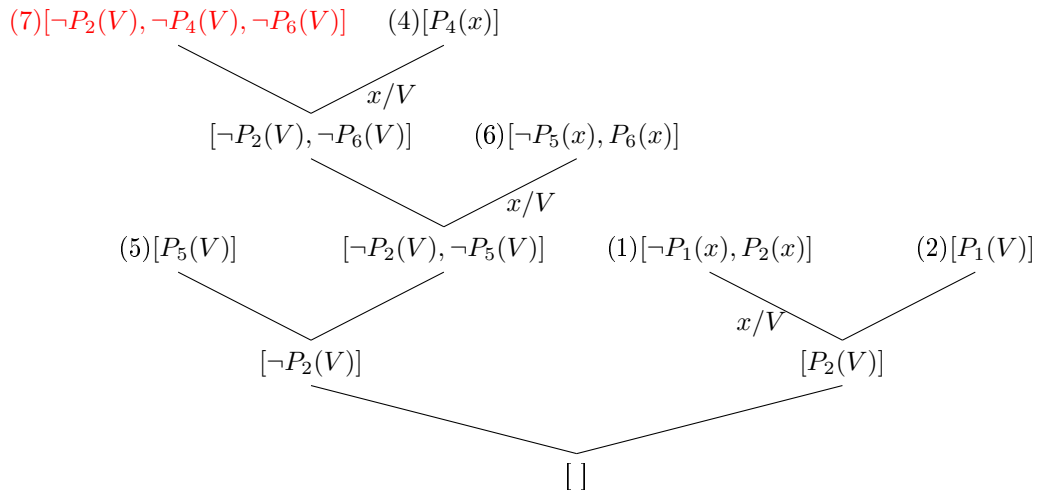 (7)[¬P₂(V), ¬P₄(V), ¬P₆(V)] (4)[P₄(x)]
x/V
[¬P₂(V), ¬P₆(V)] (6)[¬P₅(x), P₆(x)]
x/V
(5)[P₅(V)] [¬P₂(V), ¬P₅(V)] (1)[¬P₁(x), P₂(x)] (2)[P₁(V)]
x/V
[¬P₂(V)] [P₂(V)]
[ ]